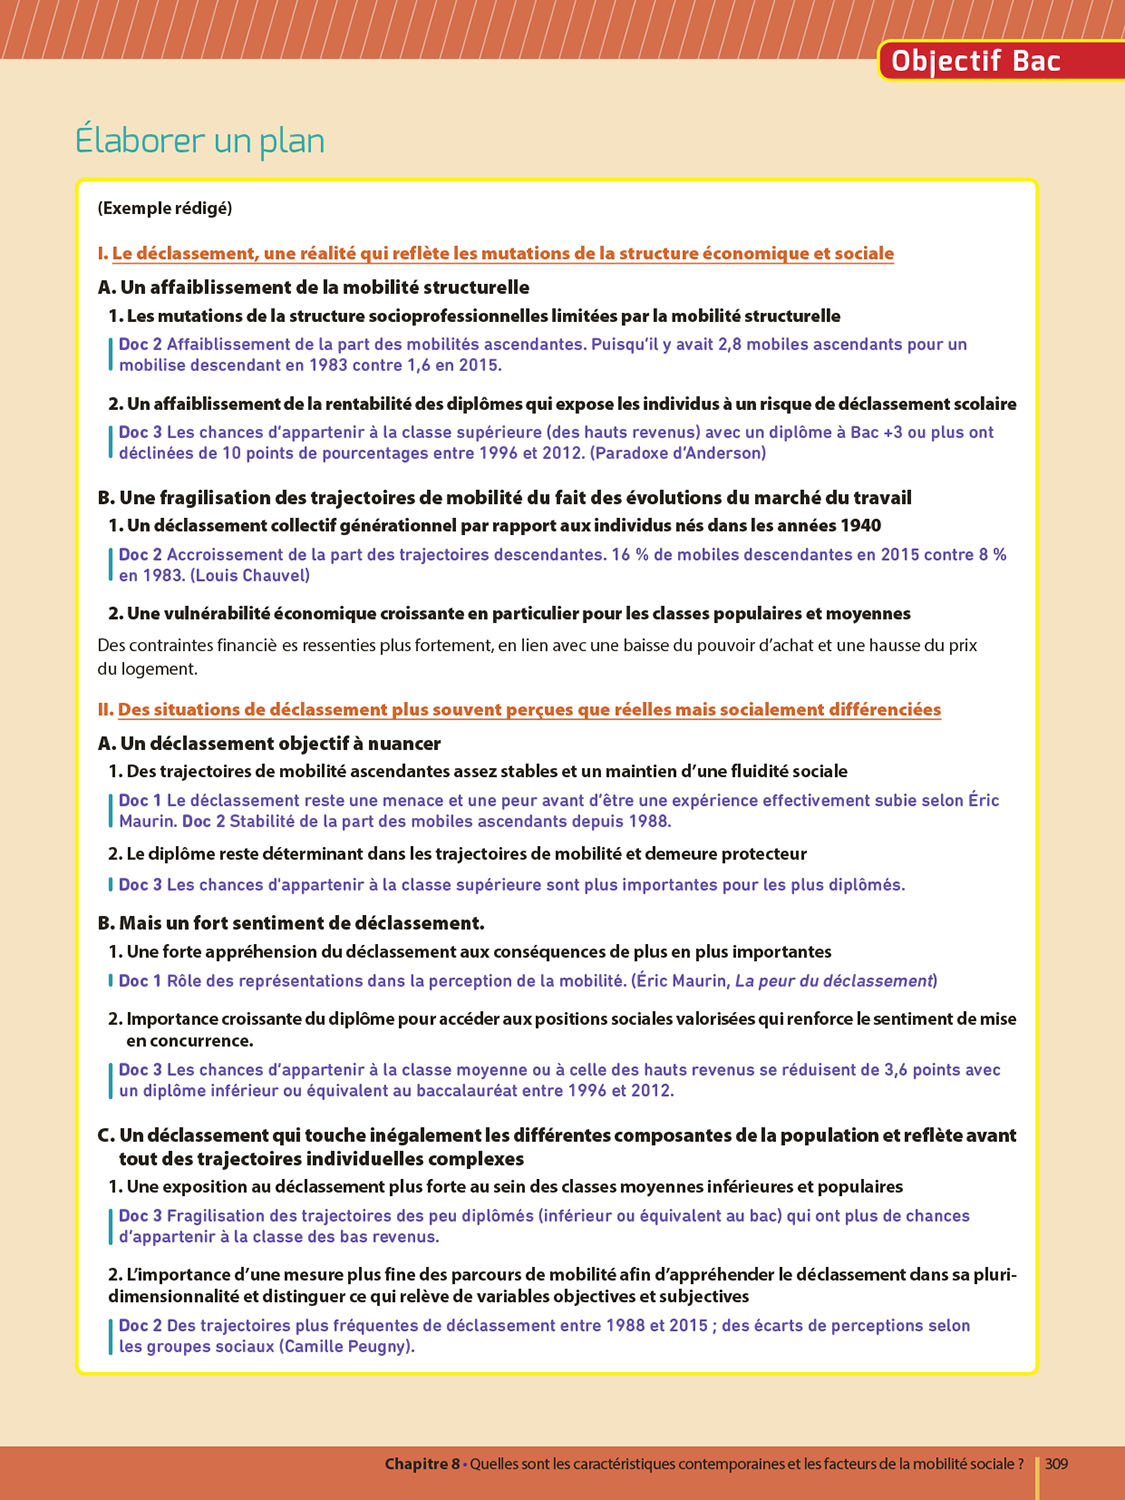 Objectif Bac
Élaborer un plan
(Exemple rédigé)
I. Le déclassement, une réalité qui reflète les mutations de la structure économique et sociale
A. Un affaiblissement de la mobilité structurelle
1. Les mutations de la structure socioprofessionnelles limitées par la mobilité structurelle
Doc 2 Affaiblissement de la part des mobilités ascendantes. Puisqu'il y avait 2,8 mobiles ascendants pour un
mobilise descendant en 1983 contre 1,6 en 2015.
2. Un affaiblissement de la rentabilité des diplômes qui expose les individus à un risque de déclassement scolaire
Doc 3 Les chances d'appartenir à la classe supérieure (des hauts revenus) avec un diplôme à Bac +3 ou plus ont
déclinées de 10 points de pourcentages entre 1996 et 2012. (Paradoxe d'Anderson)
B. Une fragilisation des trajectoires de mobilité du fait des évolutions du marché du travail
1. Un déclassement collectif générationnel par rapport aux individus nés dans les années 1940
Doc 2 Accroissement de la part des trajectoires descendantes. 16 % de mobiles descendantes en 2015 contre 8 %
en 1983. (Louis Chauvel)
2. Une vulnérabilité économique croissante en particulier pour les classes populaires et moyennes
Des contraintes financiè es ressenties plus fortement, en lien avec une baisse du pouvoir d'achat et une hausse du prix
du logement.
II. Des situations de déclassement plus souvent perçues que réelles mais socialement différenciées
A. Un déclassement objectif à nuancer
1. Des trajectoires de mobilité ascendantes assez stables et un maintien d'une fluidité sociale
Doc 1 Le déclassement reste une menace et une peur avant d'être une expérience effectivement subie selon Éric
Maurin. Doc 2 Stabilité de la part des mobiles ascendants depuis 1988.
2. Le diplôme reste déterminant dans les trajectoires de mobilité et demeure protecteur
Doc 3 Les chances d'appartenir à la classe supérieure sont plus importantes pour les plus diplômés.
B. Mais un fort sentiment de déclassement.
1. Une forte appréhension du déclassement aux conséquences de plus en plus importantes
Doc 1 Rôle des représentations dans la perception de la mobilité. (Éric Maurin, La peur du déclassement)
2. Importance croissante du diplôme pour accéder aux positions sociales valorisées qui renforce le sentiment de mise
en concurrence.
Doc 3 Les chances d'appartenir à la classe moyenne ou à celle des hauts revenus se réduisent de 3,6 points avec
un diplôme inférieur ou équivalent au baccalauréat entre 1996 et 2012.
C. Un déclassement qui touche inégalement les différentes composantes de la population et reflète avant
tout des trajectoires individuelles complexes
1. Une exposition au déclassement plus forte au sein des classes moyennes inférieures et populaires
Doc 3 Fragilisation des trajectoires des peu diplômés (inférieur ou équivalent au bac) qui ont plus de chances
d'appartenir à la classe des bas revenus.
2. L'importance d'une mesure plus fine des parcours de mobilité afin d'appréhender le déclassement dans sa pluri-
dimensionnalité et distinguer ce qui relève de variables objectives et subjectives
Doc 2 Des trajectoires plus fréquentes de déclassement entre 1988 et 2015 ; des écarts de perceptions selon
les groupes sociaux (Camille Peugny).
Chapitre 8 • Quelles sont les caractéristiques contemporaines et les facteurs de la mobilité sociale ? 309